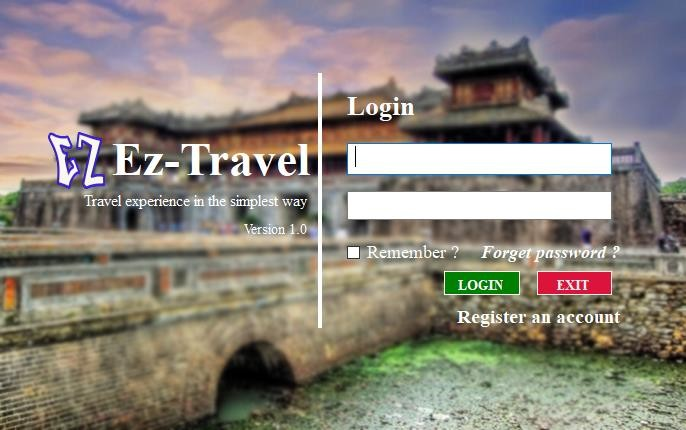 EZ Ez-Travel
Travel experience in the simplest way
Version 1.0
Login
Remember ? Forget password ?
LOGIN EXIT
Register an account